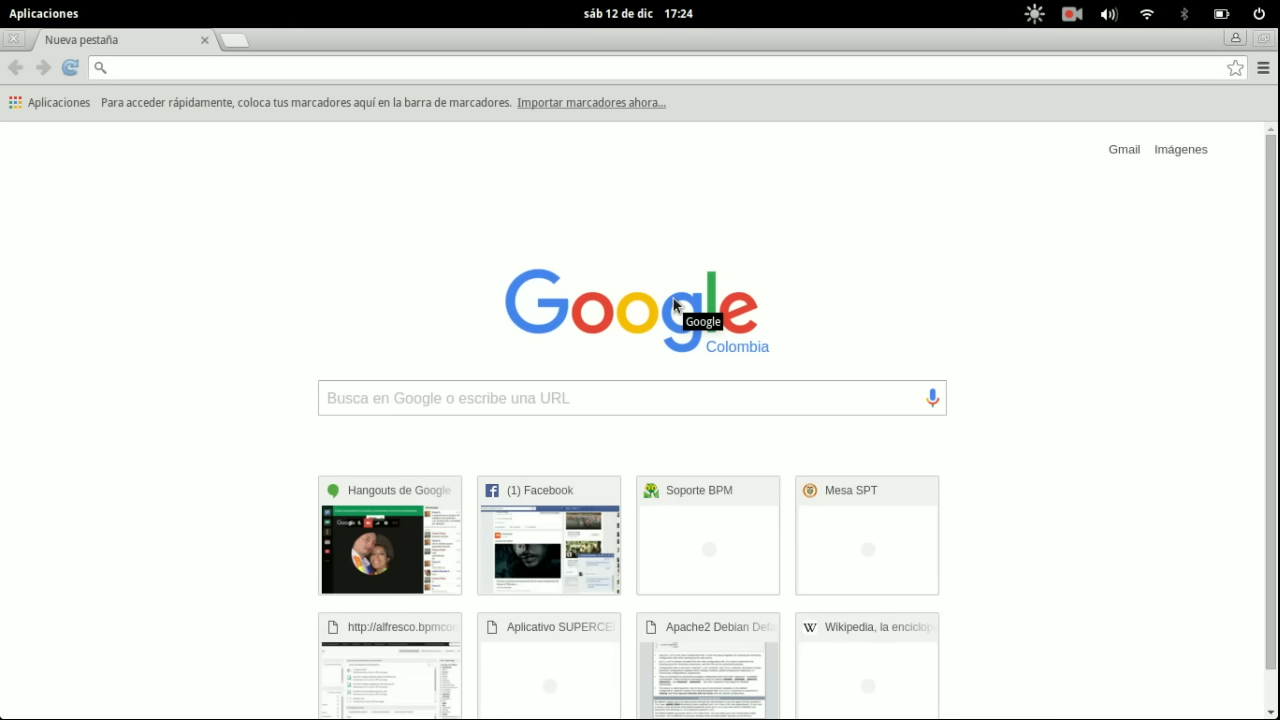 Aplicaciones sáb 12 de dic 17:24
Nueva pestaña
Aplicaciones Para acceder rápidamente, coloca tus marcadores aquí en la barra de marcadores. Importar marcadores ahora...
Gmail Imágenes
Google
Google
Colombia
Busca en Google o escribe una URL
Hangouts de Google (1) Facebook Soporte BPM Mesa SPT
http://alfresco.bpmco Aplicativo SUPERCE Apache2 Debian Defa Wikipedia, la enciclop